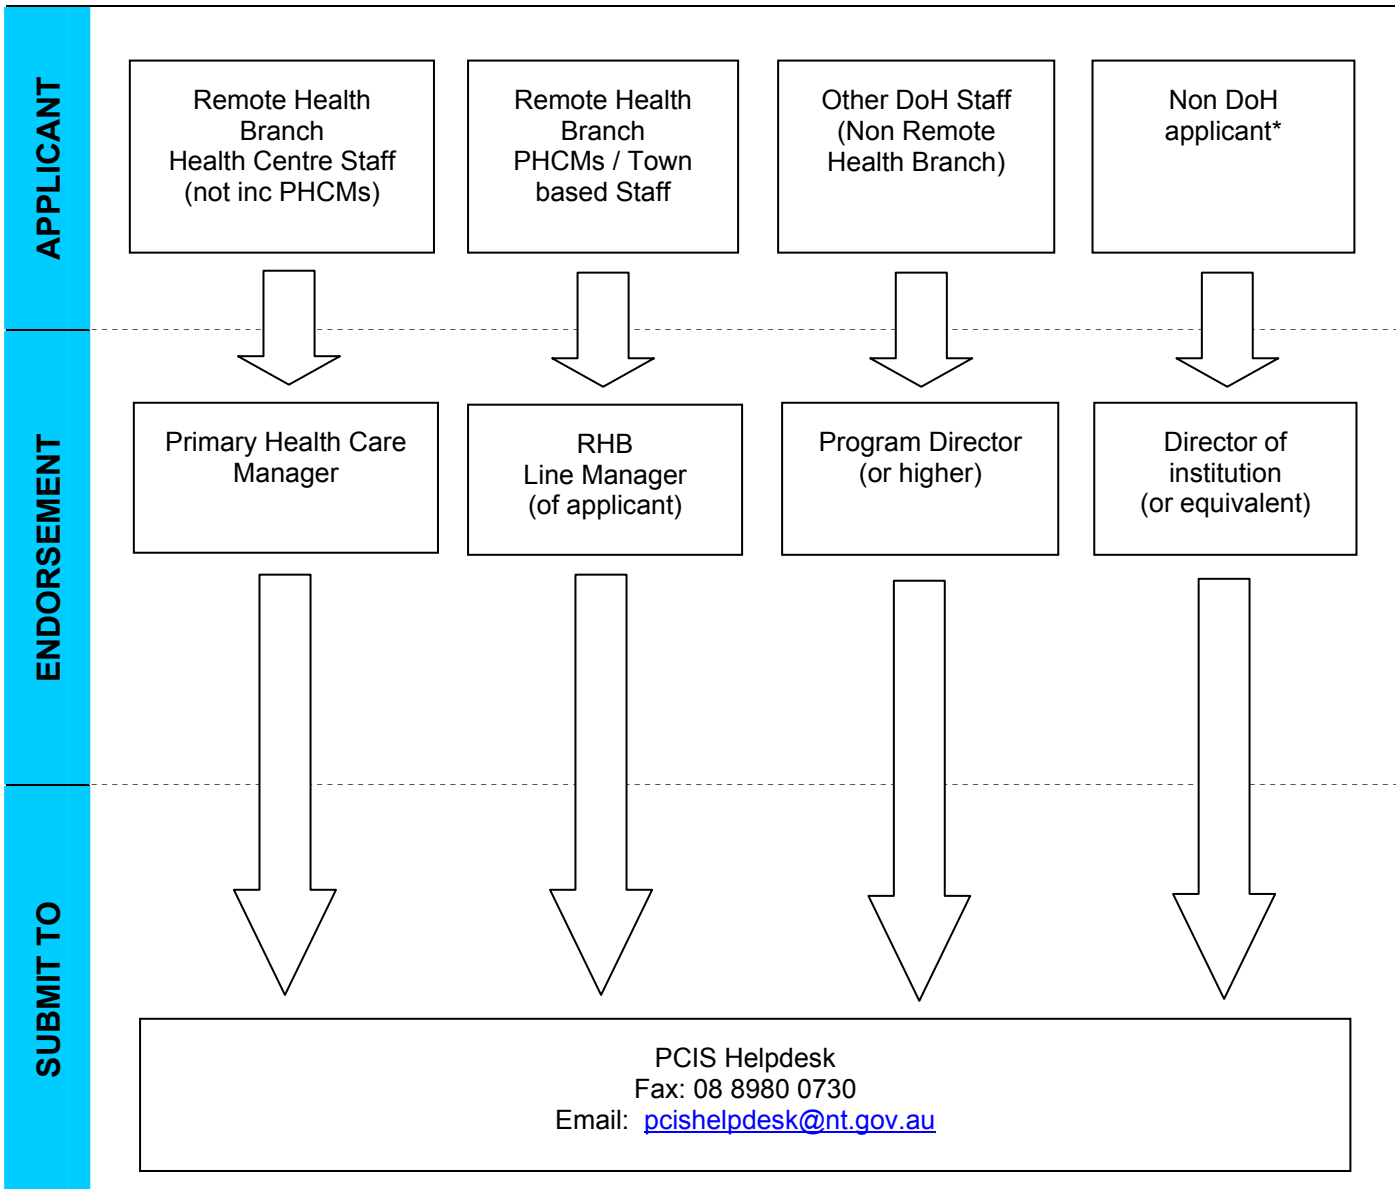 APPLICANT
Remote Health
Branch
Health Centre Staff
(not inc PHCMs)
Remote Health
Branch
PHCMs / Town
based Staff
Other DoH Staff
(Non Remote
Health Branch)
Non DoH
applicant*
ENDORSEMENT
Primary Health Care
Manager
RHB
Line Manager
(of applicant)
Program Director
(or higher)
Director of
institution
(or equivalent)
SUBMIT TO
PCIS Helpdesk
Fax: 08 8980 0730
Email: pcishelpdesk@nt.gov.au